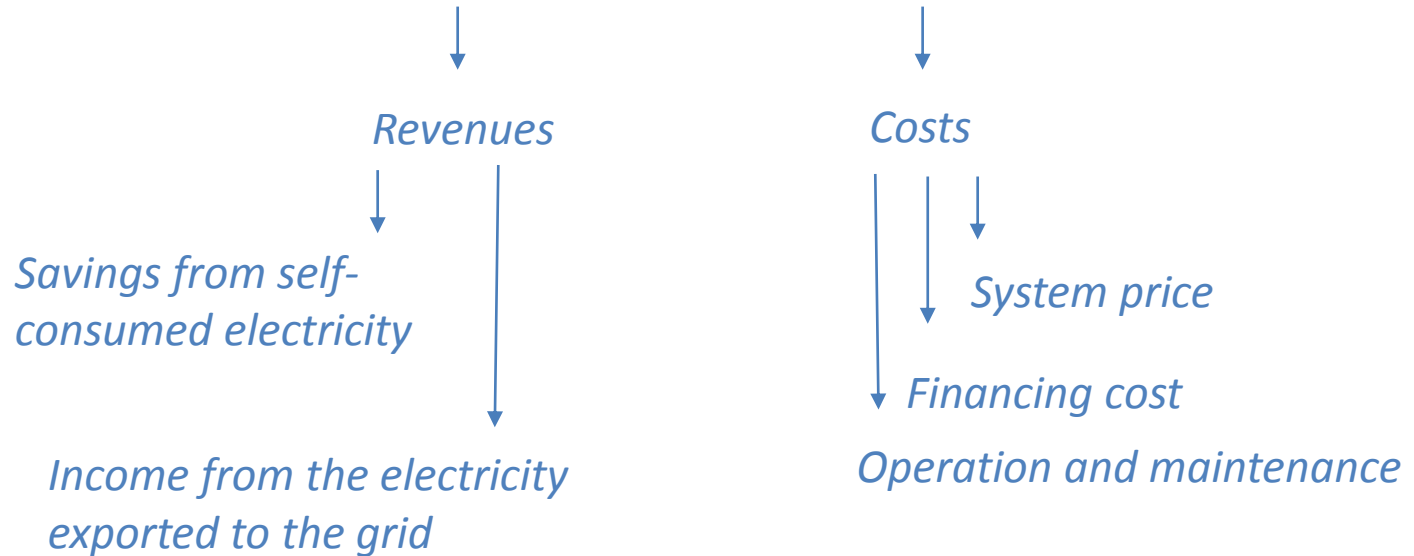 Revenues
Costs
Savings from self-
consumed electricity
System price
Financing cost
Income from the electricity
exported to the grid
Operation and maintenance